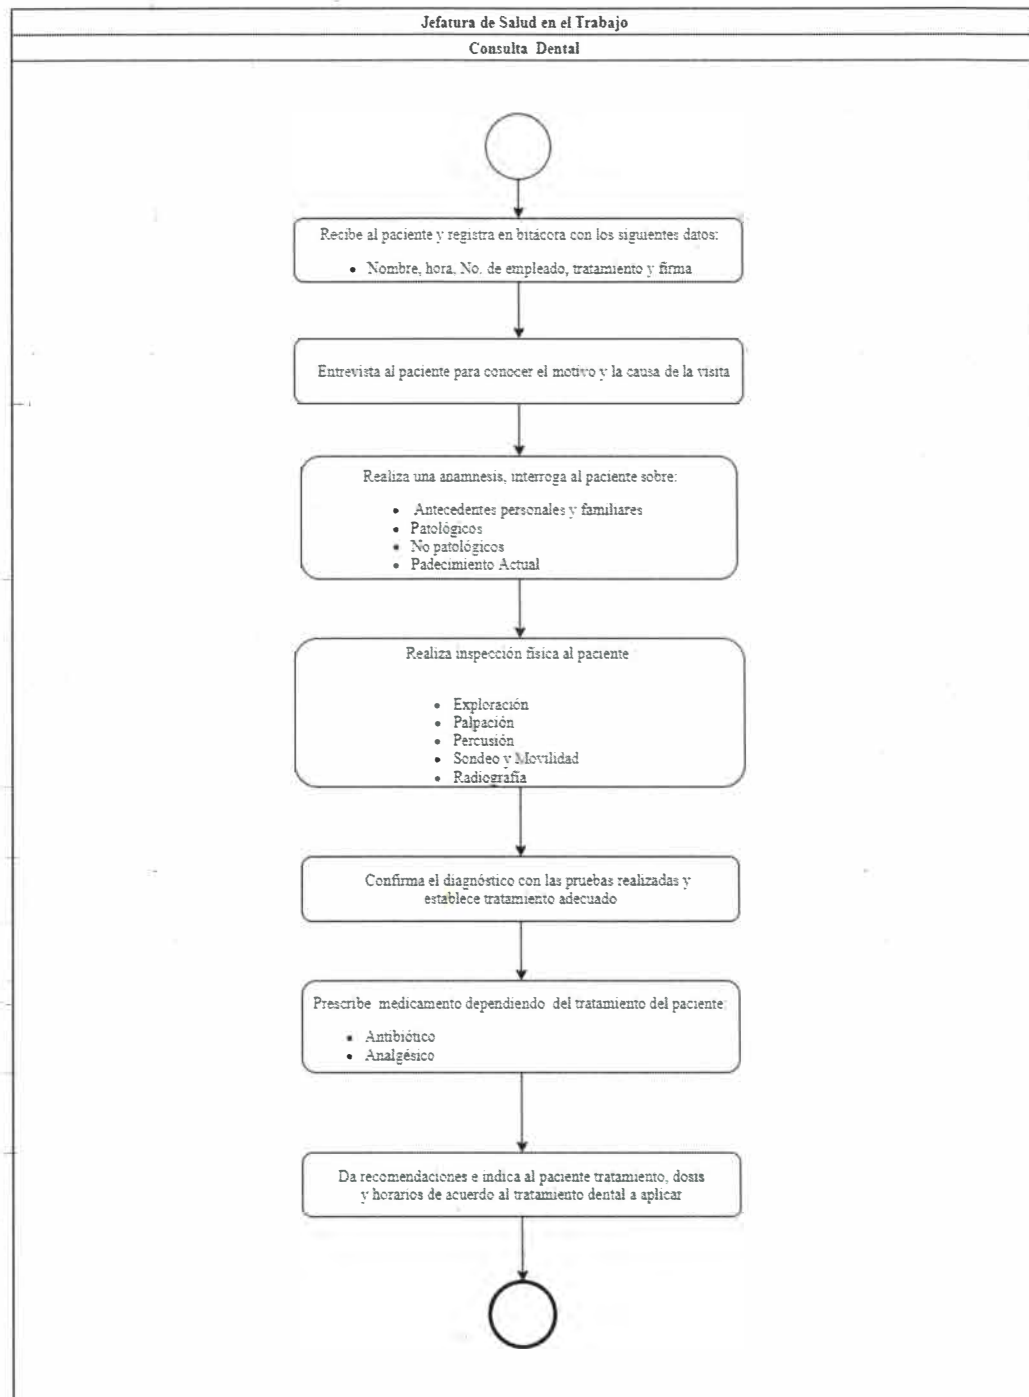 Jefatura de Salud en el Trabajo
Consulta Dental
Recibe al paciente y registra en bitácora con los siguientes datos:
• Nombre, hora, No. de empleado, tratamiento y firma
Entrevista al paciente para conocer el motivo y la causa de la visita
Realiza una anamnesis, interroga al paciente sobre:
• Antecedentes personales y familiares
• Patológicos
• No patológicos
• Padecimiento Actual
Realiza inspección física al paciente
• Exploración
• Palpación
• Percusión
• Sondeo y Movilidad
• Radiografía
Confirma el diagnóstico con las pruebas realizadas y
establece tratamiento adecuado
Prescribe medicamento dependiendo del tratamiento del paciente:
• Antibiótico
• Analgésico
Da recomendaciones e indica al paciente tratamiento, dosis
y horarios de acuerdo al tratamiento dental a aplicar